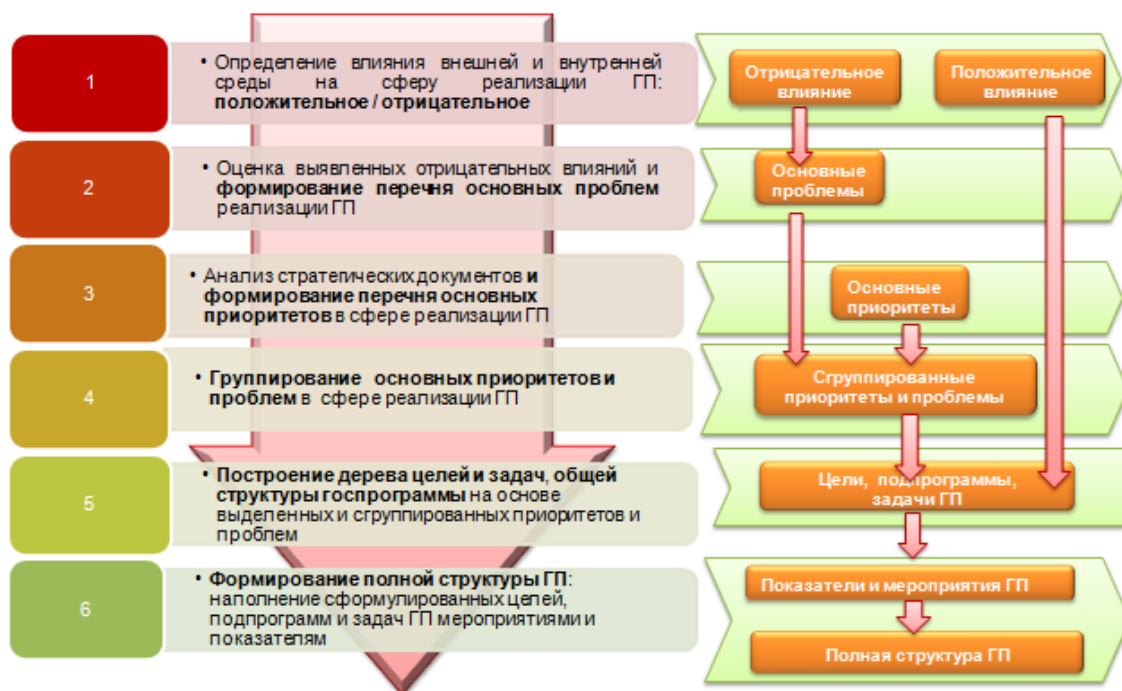 1
• Определение влияния внешней и внутренней
среды на сферу реализации ГП:
положительное / отрицательное
Отрицательное
влияние
Положительное
влияние
2
• Оценка выявленных отрицательных влияний и
формирование перечня основных проблем
реализации ГП
Основные
проблемы
3
• Анализ стратегических документов и
формирование перечня основных
приоритетов в сфере реализации ГП
Основные
приоритеты
4
• Группирование основных приоритетов и
проблем в сфере реализации ГП
Сгруппированные
приоритеты и проблемы
5
• Построение дерева целей и задач, общей
структуры госпрограммы на основе
выделенных и сгруппированных приоритетов и
проблем
Цели, подпрограммы,
задачи ГП
6
• Формирование полной структуры ГП:
наполнение сформулированных целей,
подпрограмм и задач ГП мероприятиями и
показателям
Показатели и мероприятия ГП
Полная структура ГП